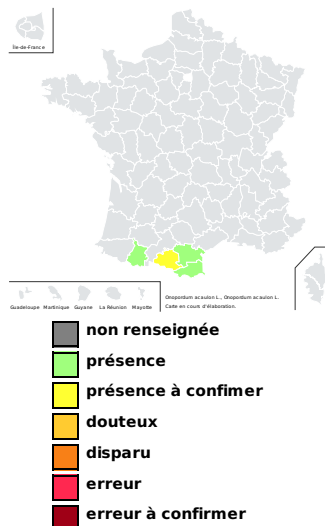 Île-de-France
Guadeloupe Martinique Guyane La Réunion Mayotte
Onopordum acaulon L., Onopordum acaulon L.
Carte en cours d'élaboration.
non renseignée
présence
présence à confimer
douteux
disparu
erreur
erreur à confirmer